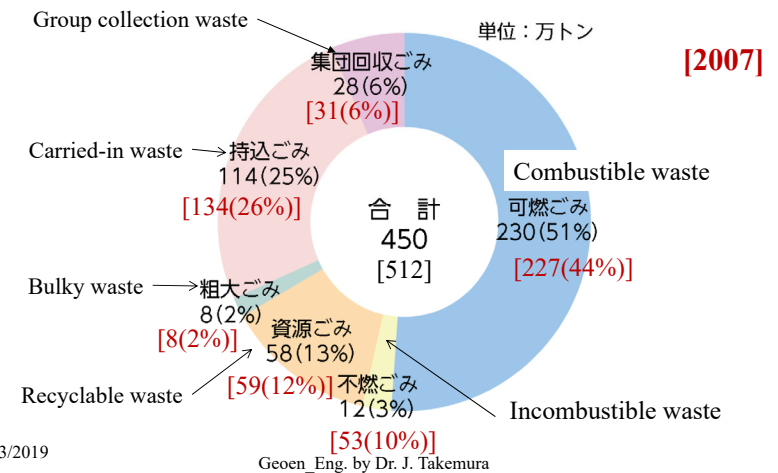 Group collection waste
単位：万トン
[2007]
集団回収ごみ
28(6%)
[31(6%)]
Carried-in waste
持込ごみ
114(25%)
[134(26%)]
Combustible waste
可燃ごみ
230(51%)
[227(44%)]
合 計
450
[512]
Bulky waste
粗大ごみ
8(2%)
[8(2%)]
資源ごみ
58(13%)
[59(12%)]
Recyclable waste
不燃ごみ
12(3%)
[53(10%)]
Incombustible waste
3/2019
Geoen_Eng. by Dr. J. Takemura